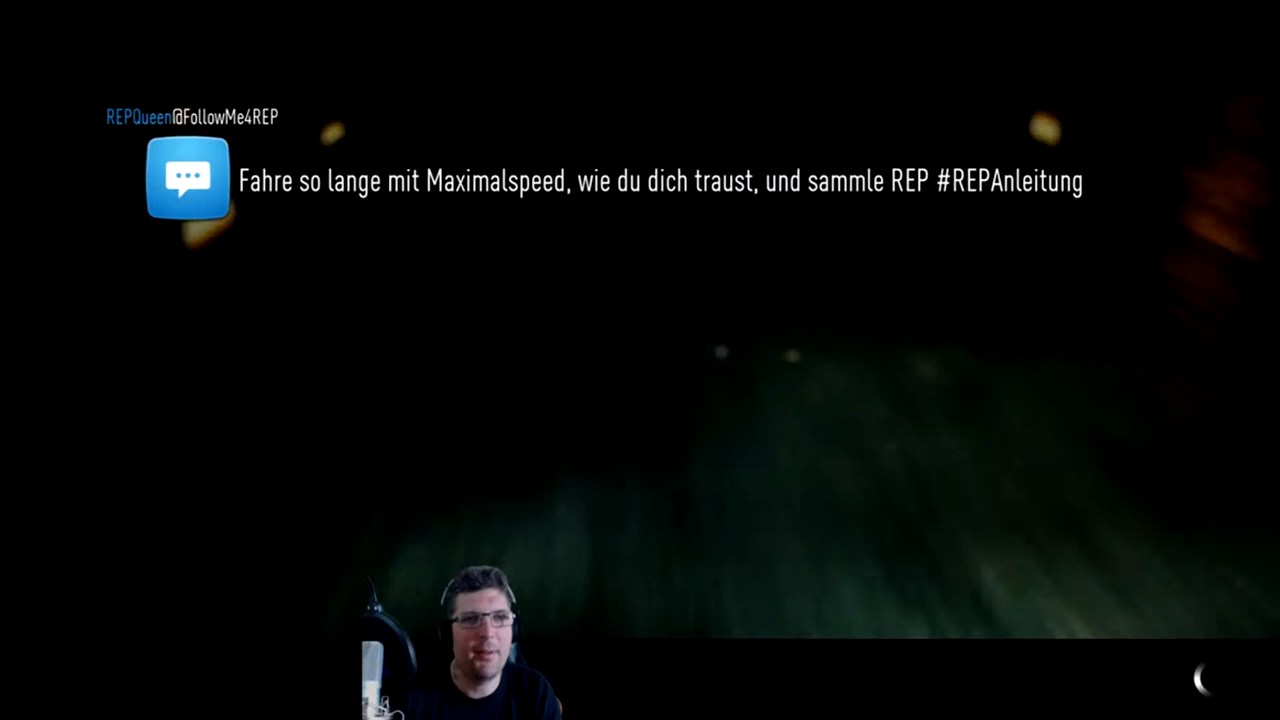 REPQueen@FollowMe4REP
Fahre so lange mit Maximalspeed, wie du dich traust, und sammle REP #REPAnleitung